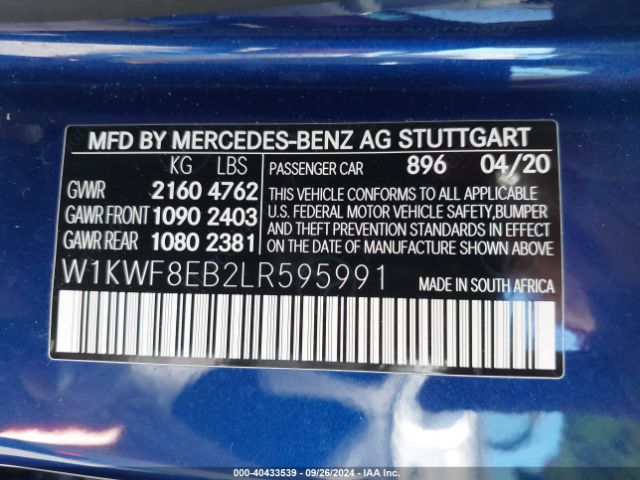 MFD BY MERCEDES-BENZ AG STUTTGART
KG LBS
GVWR 2160 4762
GAWR FRONT 1090 2403
GAWR REAR 1080 2381
PASSENGER CAR 896 04/20
THIS VEHICLE CONFORMS TO ALL APPLICABLE
U.S. FEDERAL MOTOR VEHICLE SAFETY,BUMPER
AND THEFT PREVENTION STANDARDS IN EFFECT
ON THE DATE OF MANUFACTURE SHOWN ABOVE.
W1KWF8EB2LR595991
MADE IN SOUTH AFRICA
000-40433539 - 09/26/2024 - IAA Inc.